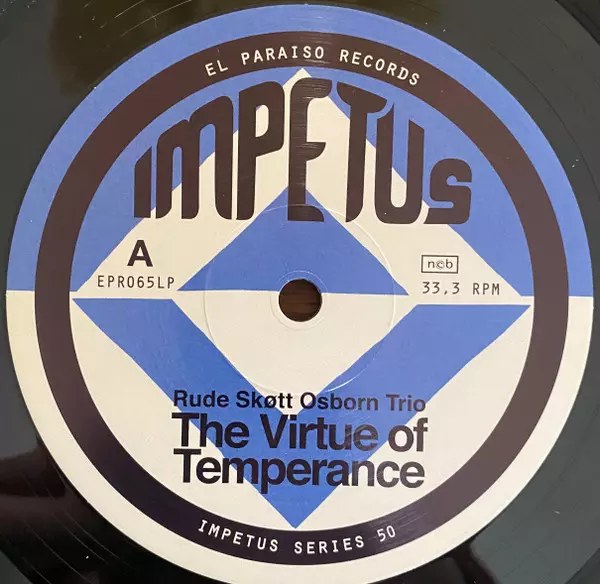 EL PARAISO RECORDS
IMPETUS
A
EPR065LP
n©b
33,3 RPM
Rude Skøtt Osborn Trio
The Virtue of
Temperance
IMPETUS SERIES 50